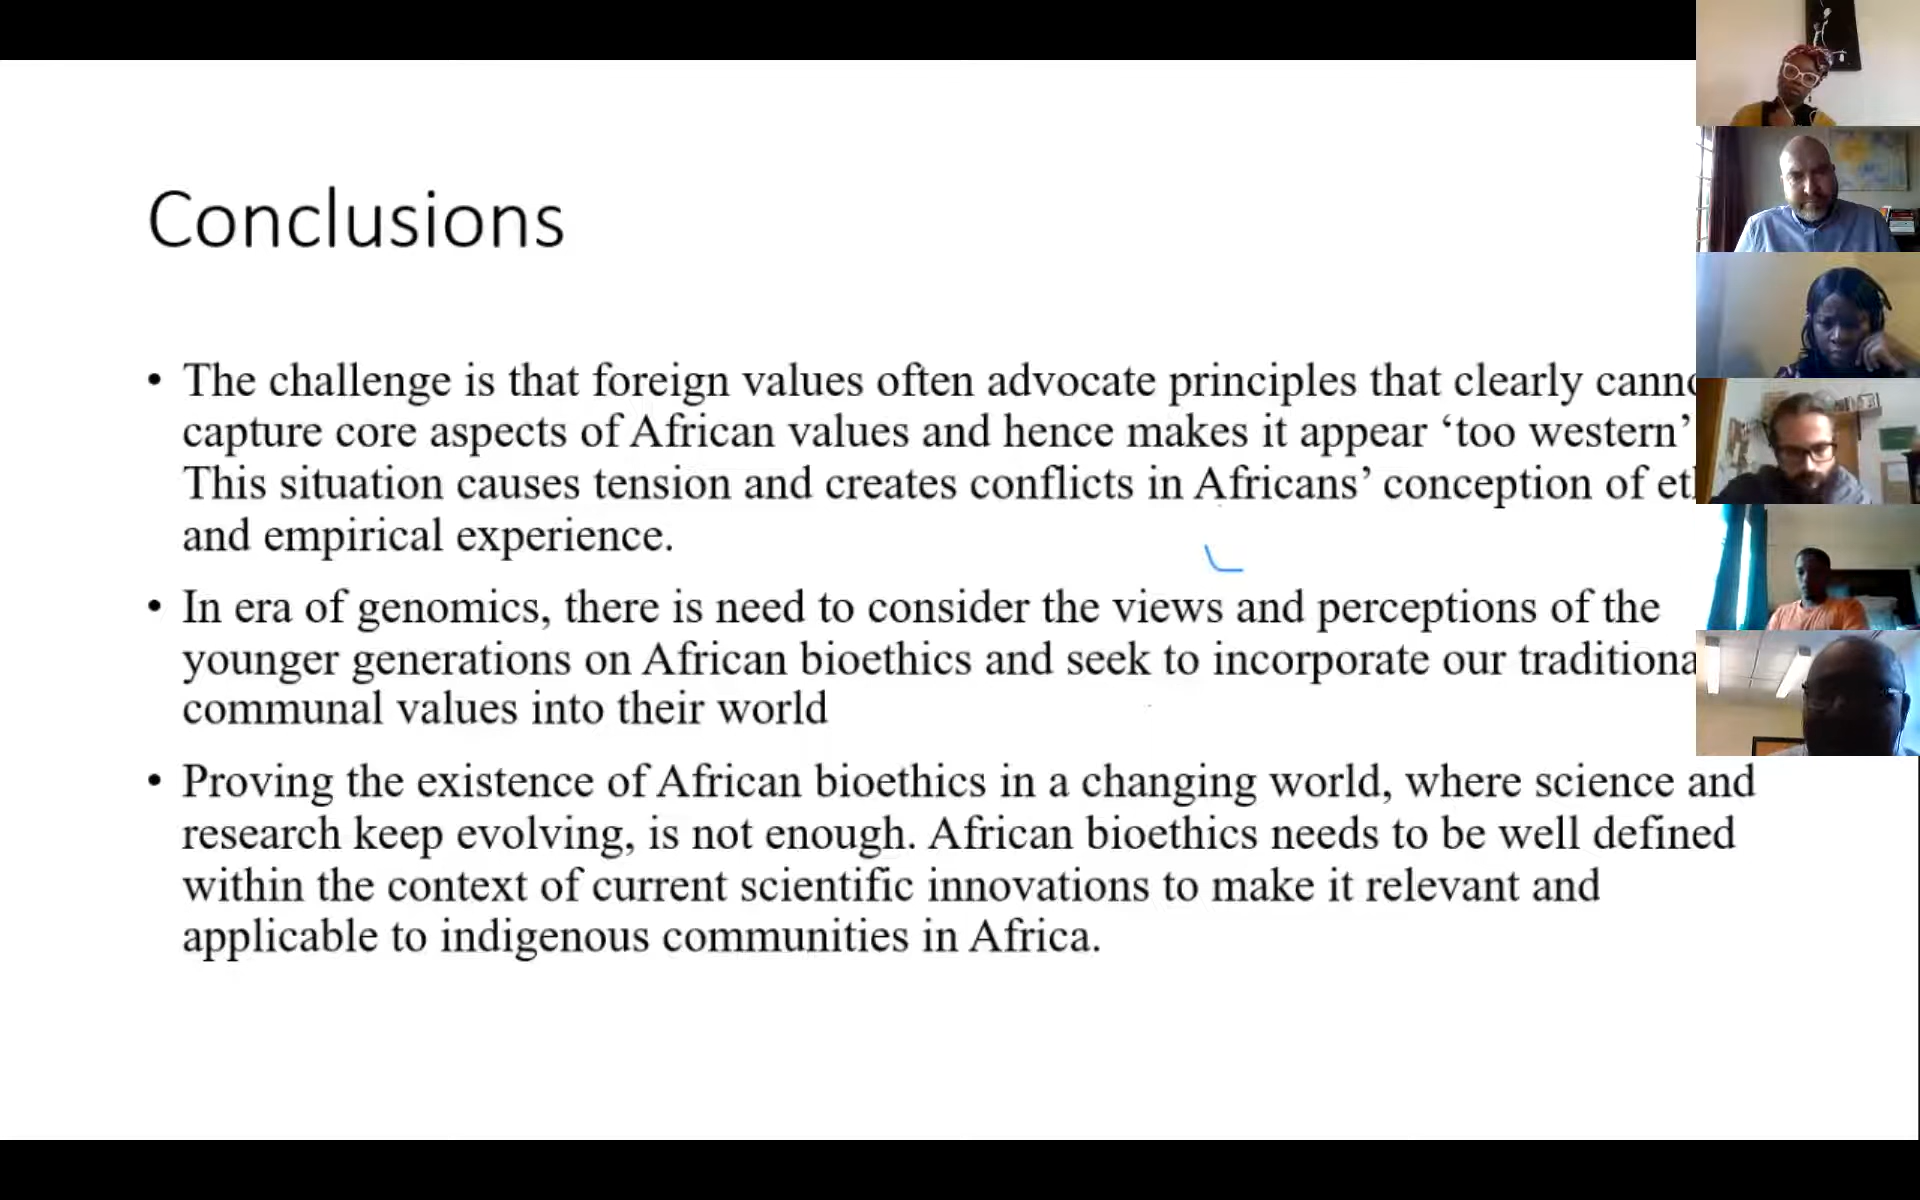 Conclusions
• The challenge is that foreign values often advocate principles that clearly
capture core aspects of African values and hence makes it appear ‘too western’
This situation causes tension and creates conflicts in Africans’ conception of
and empirical experience.
• In era of genomics, there is need to consider the views and perceptions of the
younger generations on African bioethics and seek to incorporate our
communal values into their world
• Proving the existence of African bioethics in a changing world, where science and
research keep evolving, is not enough. African bioethics needs to be well defined
within the context of current scientific innovations to make it relevant and
applicable to indigenous communities in Africa.